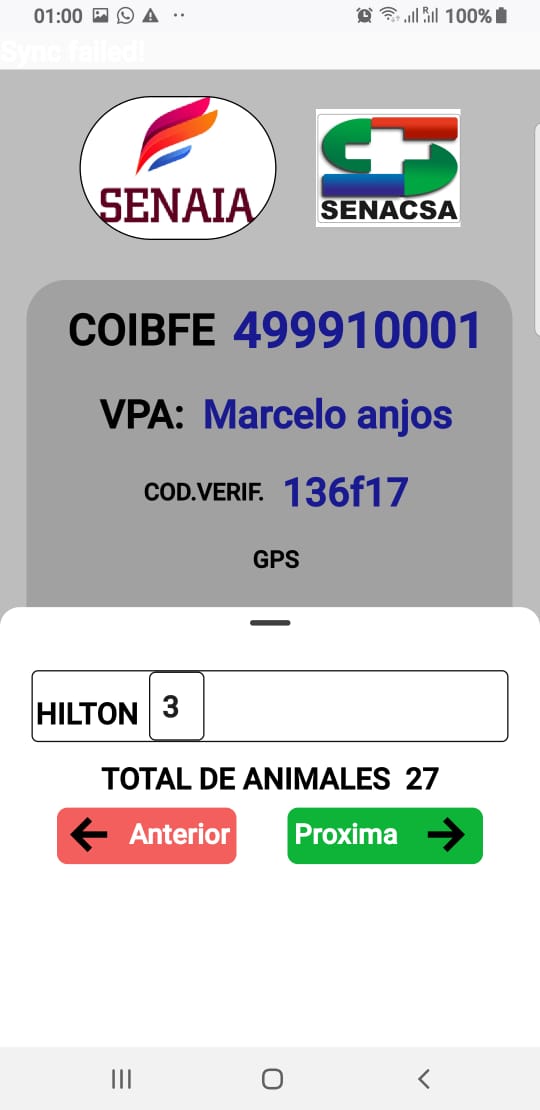 01:00 100%
Sync failed!
SENAIA SENACSA
COIBFE 499910001
VPA: Marcelo anjos
COD.VERIF. 136f17
GPS
HILTON 3
TOTAL DE ANIMALES 27
Anterior Proxima